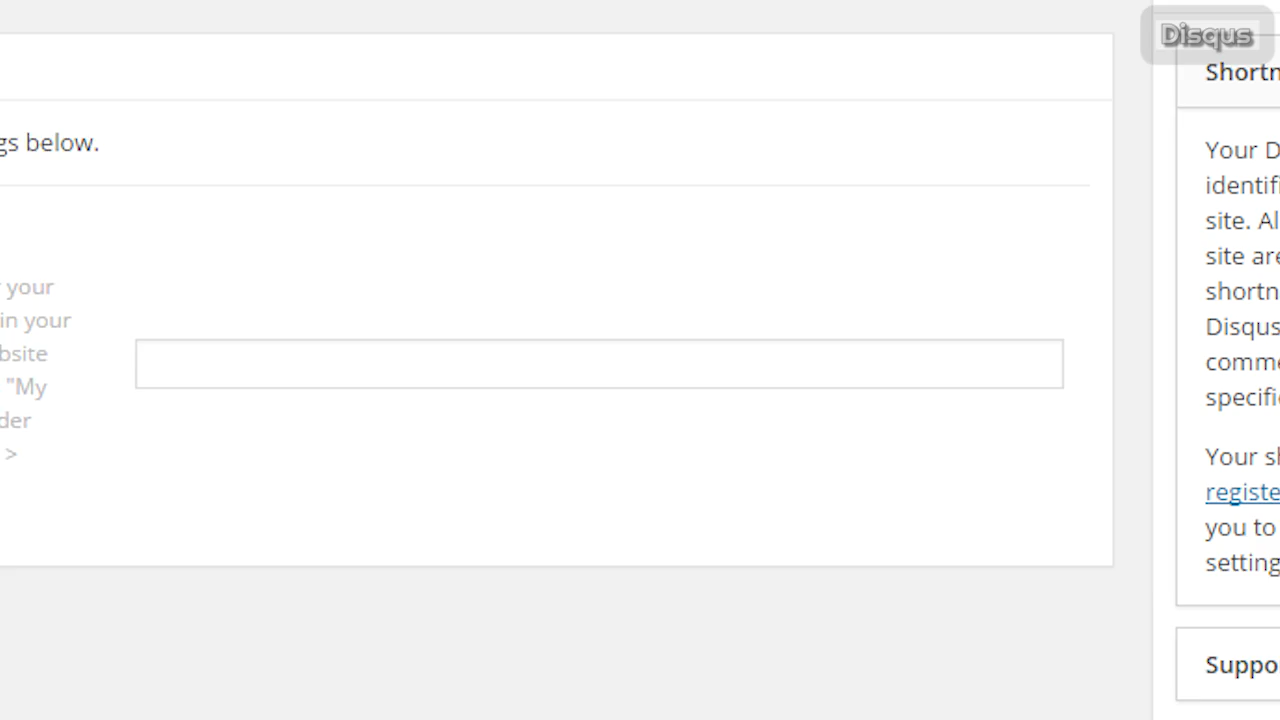 Disqus
gs below.
your
in your
bsite
"My
der
>
Shortn
Your D
identifi
site. Al
site are
shortn
Disqus
comme
specific
Your sh
registe
you to
setting
Suppo